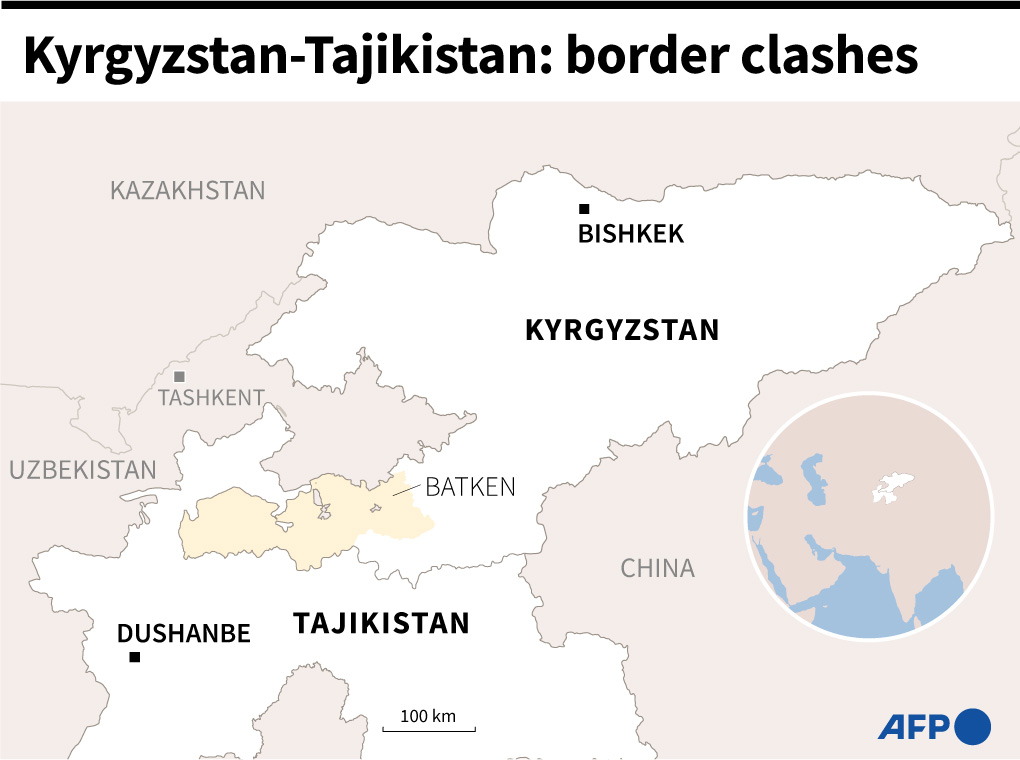 Kyrgyzstan-Tajikistan: border clashes
KAZAKHSTAN
BISHKEK
KYRGYZSTAN
TASHKENT
UZBEKISTAN
BATKEN
CHINA
TAJIKISTAN
DUSHANBE
100 km
AFP